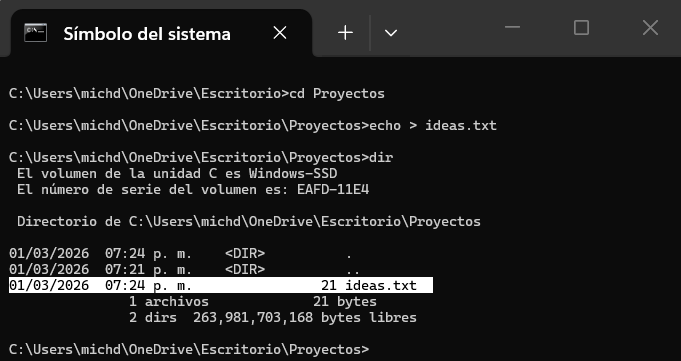 Símbolo del sistema
C:\Users\michd\OneDrive\Escritorio>cd Proyectos
C:\Users\michd\OneDrive\Escritorio\Proyectos>echo > ideas.txt
C:\Users\michd\OneDrive\Escritorio\Proyectos>dir
El volumen de la unidad C es Windows-SSD
El número de serie del volumen es: EAFD-11E4
Directorio de C:\Users\michd\OneDrive\Escritorio\Proyectos
01/03/2026  07:24 p. m.    <DIR>          .
01/03/2026  07:21 p. m.    <DIR>          ..
01/03/2026  07:24 p. m.                21 ideas.txt
1 archivos             21 bytes
2 dirs  263,981,703,168 bytes libres
C:\Users\michd\OneDrive\Escritorio\Proyectos>